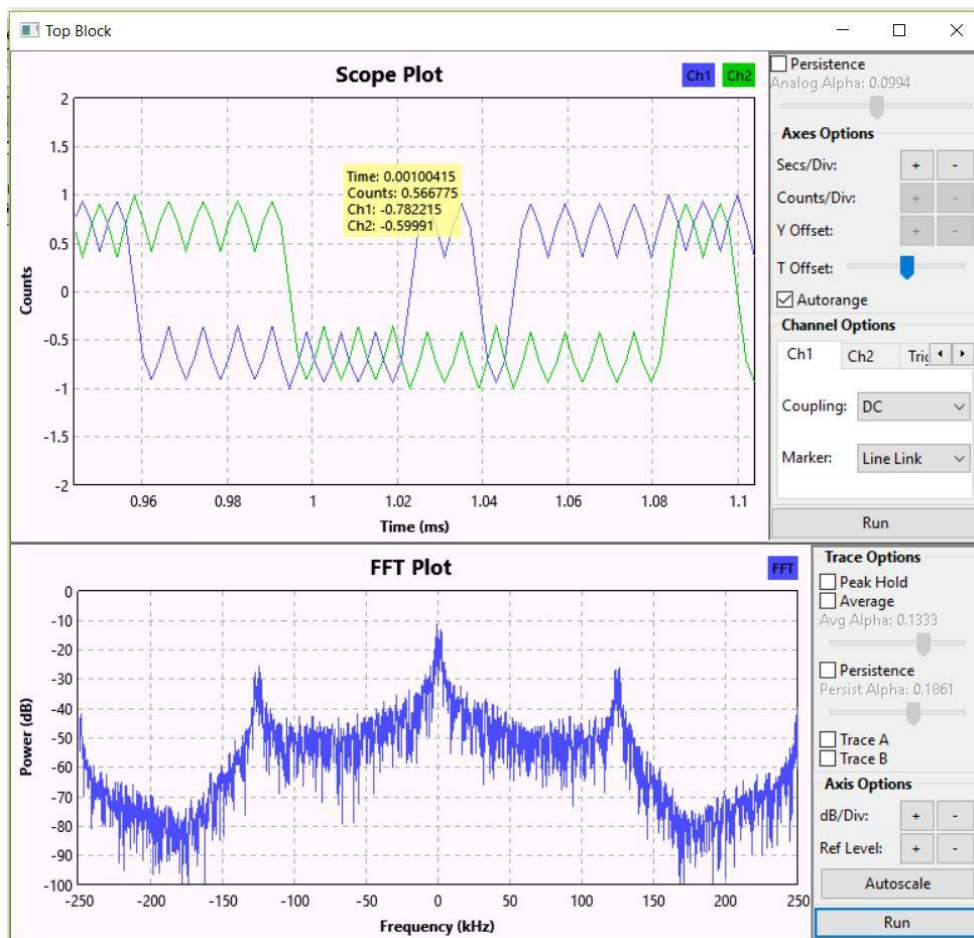 Top Block
Scope Plot
Ch1 Ch2
2
1.5
1
0.5
0
-0.5
-1
-1.5
-2
Counts
Time: 0.00100415
Counts: 0.566775
Ch1: -0.782215
Ch2: -0.59991
0.96 0.98 1 1.02 1.04 1.06 1.08 1.1
Time (ms)
Persistence
Analog Alpha: 0.0994
Axes Options
Secs/Div: + -
Counts/Div: + -
Y Offset: + -
T Offset:
Autorange
Channel Options
Ch1 Ch2
Coupling: DC
Marker: Line Link
Run
FFT Plot
FFT
0
-10
-20
-30
-40
-50
-60
-70
-80
-90
-100
Power (dB)
-250 -200 -150 -100 -50 0 50 100 150 200 250
Frequency (kHz)
Trace Options
Peak Hold
Average
Avg Alpha: 0.1333
Persistence
Persist Alpha: 0.1861
Trace A
Trace B
Axis Options
dB/Div: + -
Ref Level: + -
Autoscale
Run